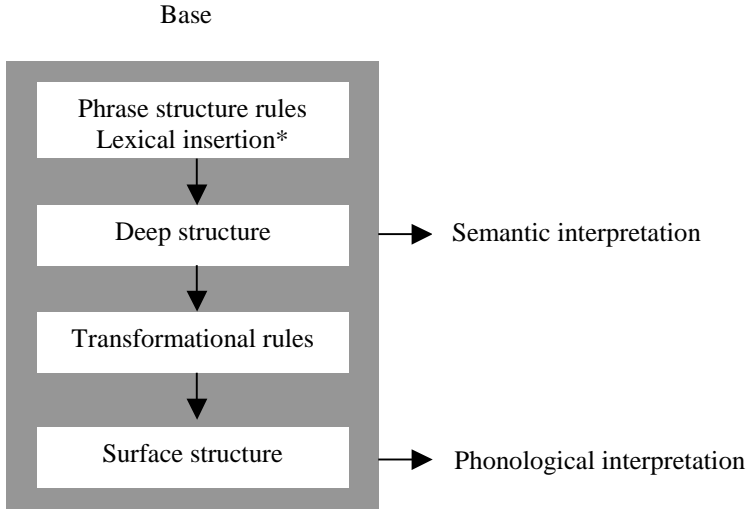 Base
Phrase structure rules
Lexical insertion*
Deep structure
Semantic interpretation
Transformational rules
Surface structure
Phonological interpretation